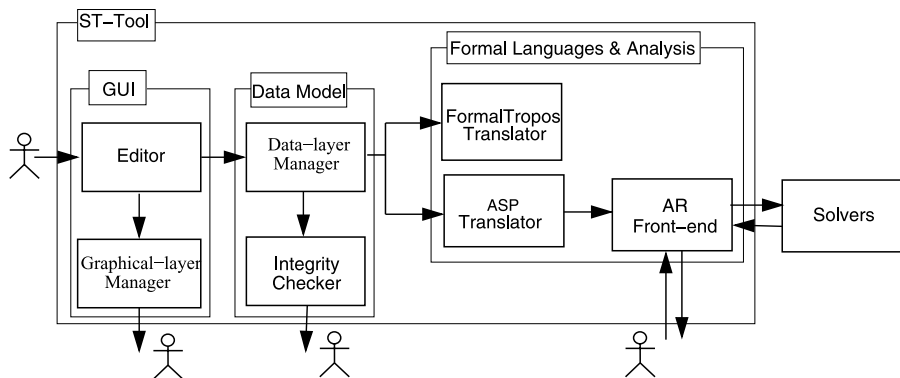 ST–Tool
Formal Languages & Analysis
GUI
Data Model
FormalTropos
Translator
Editor
Data–layer
Manager
ASP
Translator
AR
Front–end
Solvers
Graphical–layer
Manager
Integrity
Checker